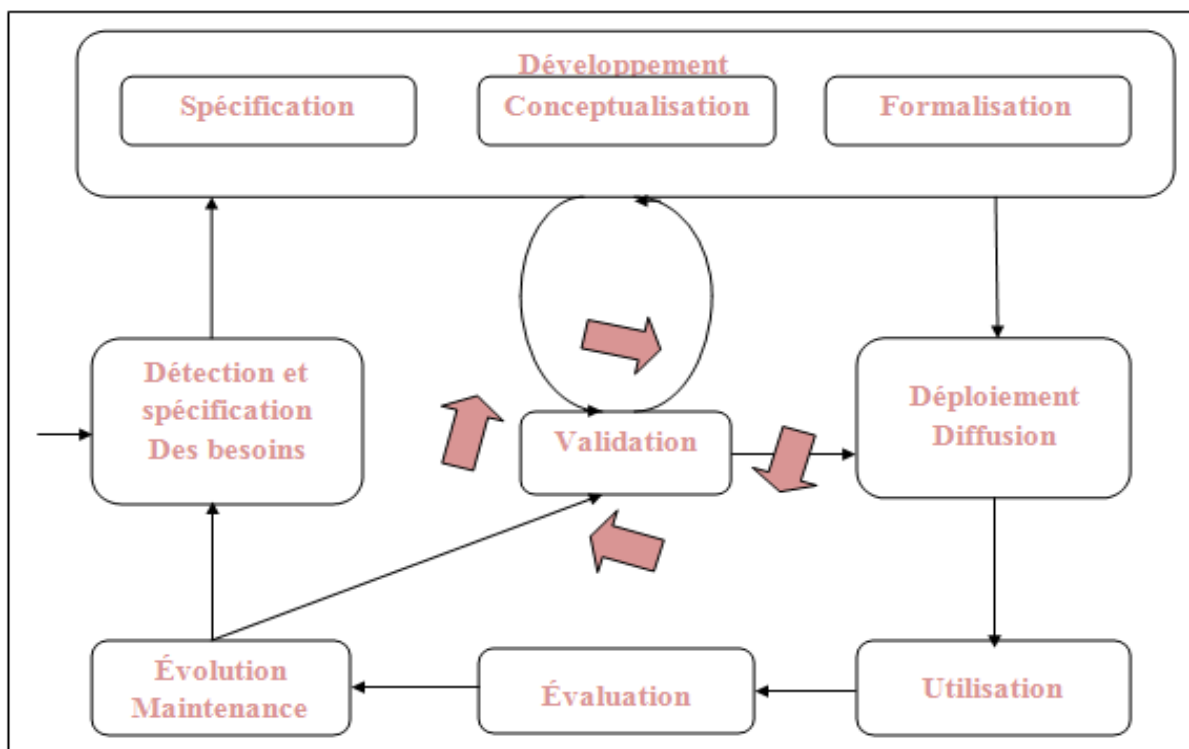 Développement
Spécification
Conceptualisation
Formalisation
Détection et
spécification
Des besoins
Validation
Déploiement
Diffusion
Évolution
Maintenance
Évaluation
Utilisation